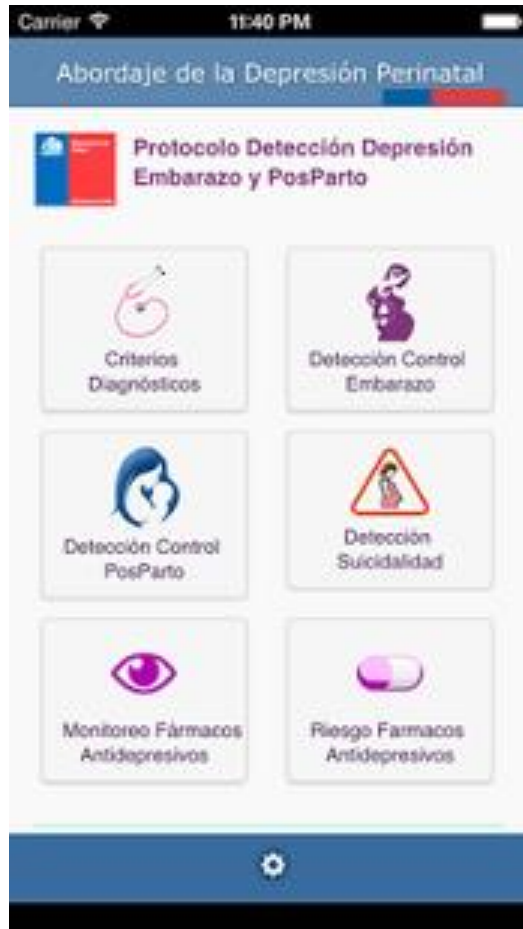 Carrier
11:40 PM
Abordaje de la Depresión Perinatal
Protocolo Detección Depresión
Embarazo y PosParto
Criterios
Diagnósticos
Detección Control
Embarazo
Detección Control
PosParto
Detección
Suicidalidad
Monitoreo Fármacos
Antidepresivos
Riesgo Farmacos
Antidepresivos